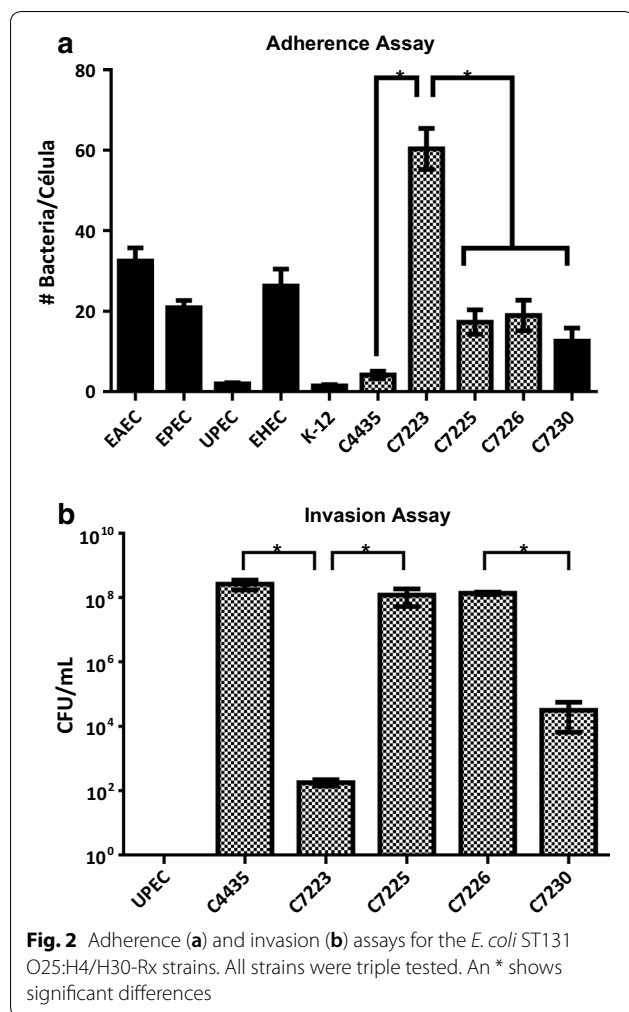 a
Adherence Assay
# Bacteria/Célula
80
60
40
20
0
* *
EAEC EPEC UPEC EHEC K-12 C4435 C7223 C7225 C7226 C7230
b
Invasion Assay
CFU/mL
10¹⁰
10⁸
10⁶
10⁴
10²
10⁰
* * *
UPEC C4435 C7223 C7225 C7226 C7230
Fig. 2 Adherence (a) and invasion (b) assays for the E. coli ST131
O25:H4/H30-Rx strains. All strains were triple tested. An * shows
significant differences